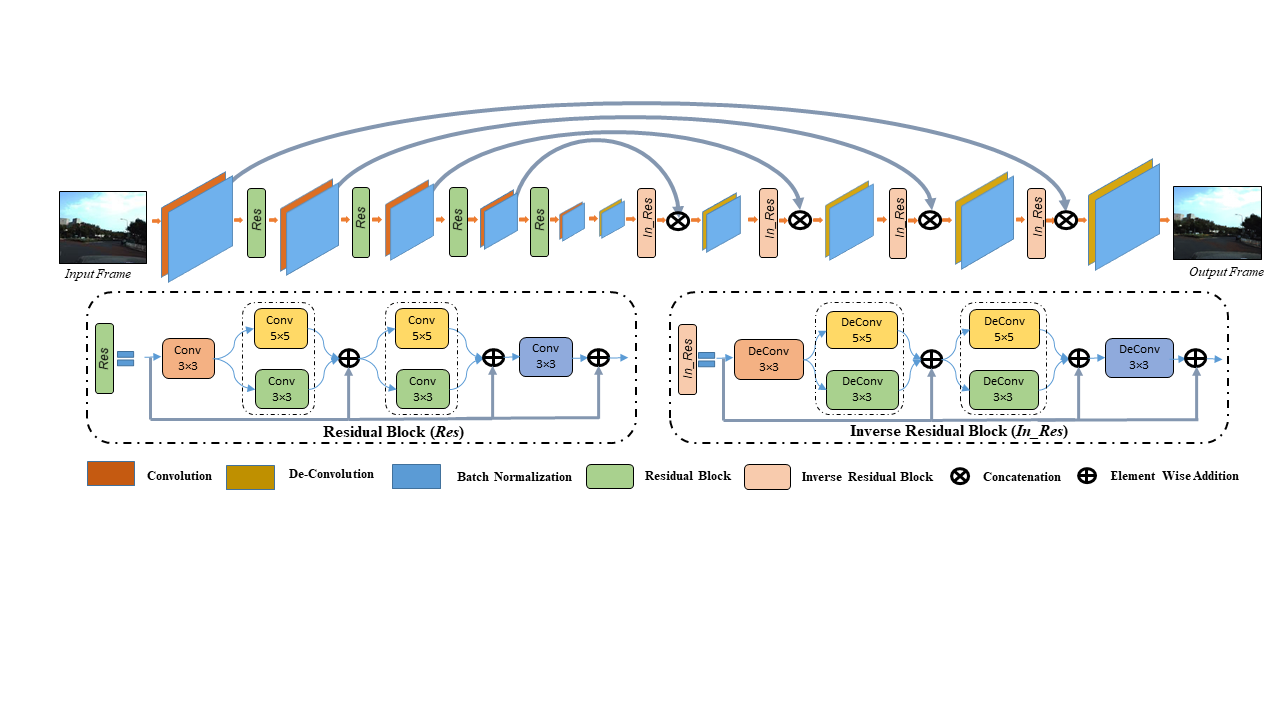 Res
Res
Res
Res
In_Res
In_Res
In_Res
In_Res
Input Frame
Output Frame
Res
Conv
3×3
Conv
5×5
Conv
3×3
Conv
5×5
Conv
3×3
Conv
3×3
Residual Block (Res)
In_Res
DeConv
3×3
DeConv
5×5
DeConv
3×3
DeConv
5×5
DeConv
3×3
DeConv
3×3
Inverse Residual Block (In_Res)
Convolution
De-Convolution
Batch Normalization
Residual Block
Inverse Residual Block
Concatenation
Element Wise Addition